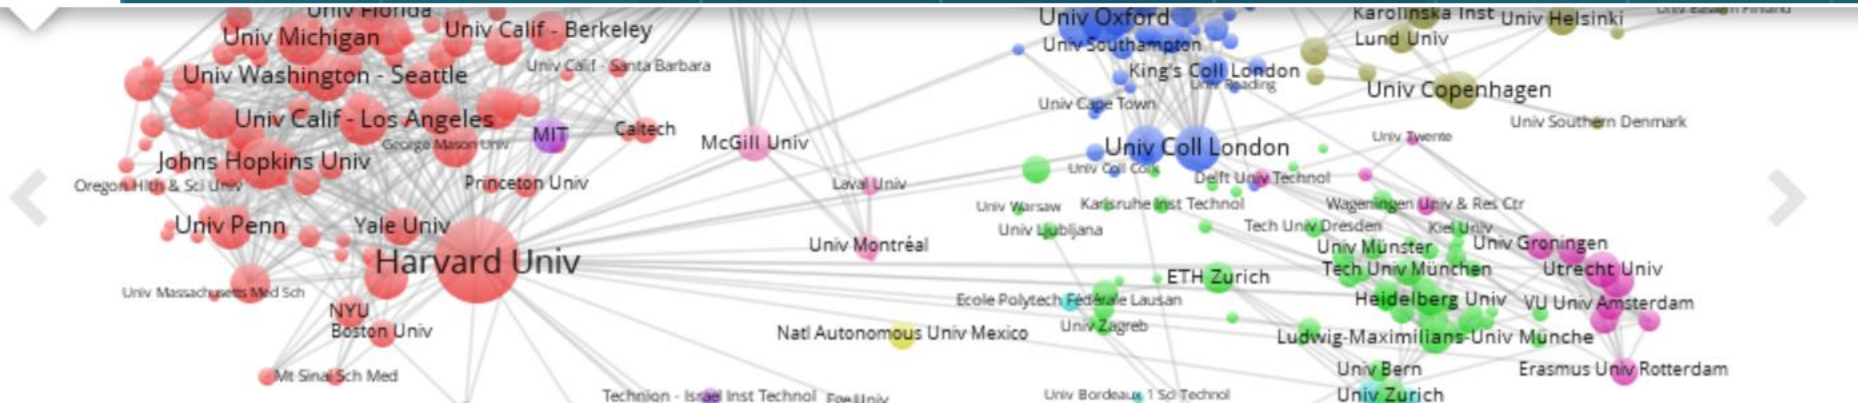 Univ Florida
Univ Michigan
Univ Calif - Berkeley
Univ Calif - Santa Barbara
Univ Washington - Seattle
Univ Calif - Los Angeles
MIT
Caltech
George Mason Univ
Johns Hopkins Univ
Oregon Hlth & Sci Univ
Princeton Univ
Univ Penn
Yale Univ
Harvard Univ
Univ Massachusetts Med Sch
NYU
Boston Univ
Mt Sinai Sch Med
McGill Univ
Laval Univ
Univ Montréal
Natl Autonomous Univ Mexico
Technion - Israel Inst Technol
Ege Univ
Univ Oxford
Univ Southampton
King's Coll London
Univ Reading
Univ Cape Town
Univ Coll London
Univ Coll Cork
Delft Univ Technol
Univ Warsaw
Karlsruhe Inst Technol
Univ Ljubljana
Tech Univ Dresden
ETH Zurich
Ecole Polytech Fédérale Lausan
Univ Zagreb
Univ Bordeaux 1 Sci Technol
Karolinska Inst
Univ Helsinki
Univ Eastern Finland
Lund Univ
Univ Copenhagen
Univ Southern Denmark
Univ Twente
Wageningen Univ & Res Ctr
Kiel Univ
Univ Münster
Univ Groningen
Tech Univ München
Utrecht Univ
Heidelberg Univ
VU Univ Amsterdam
Ludwig-Maximilians-Univ Munche
Univ Bern
Erasmus Univ Rotterdam
Univ Zurich